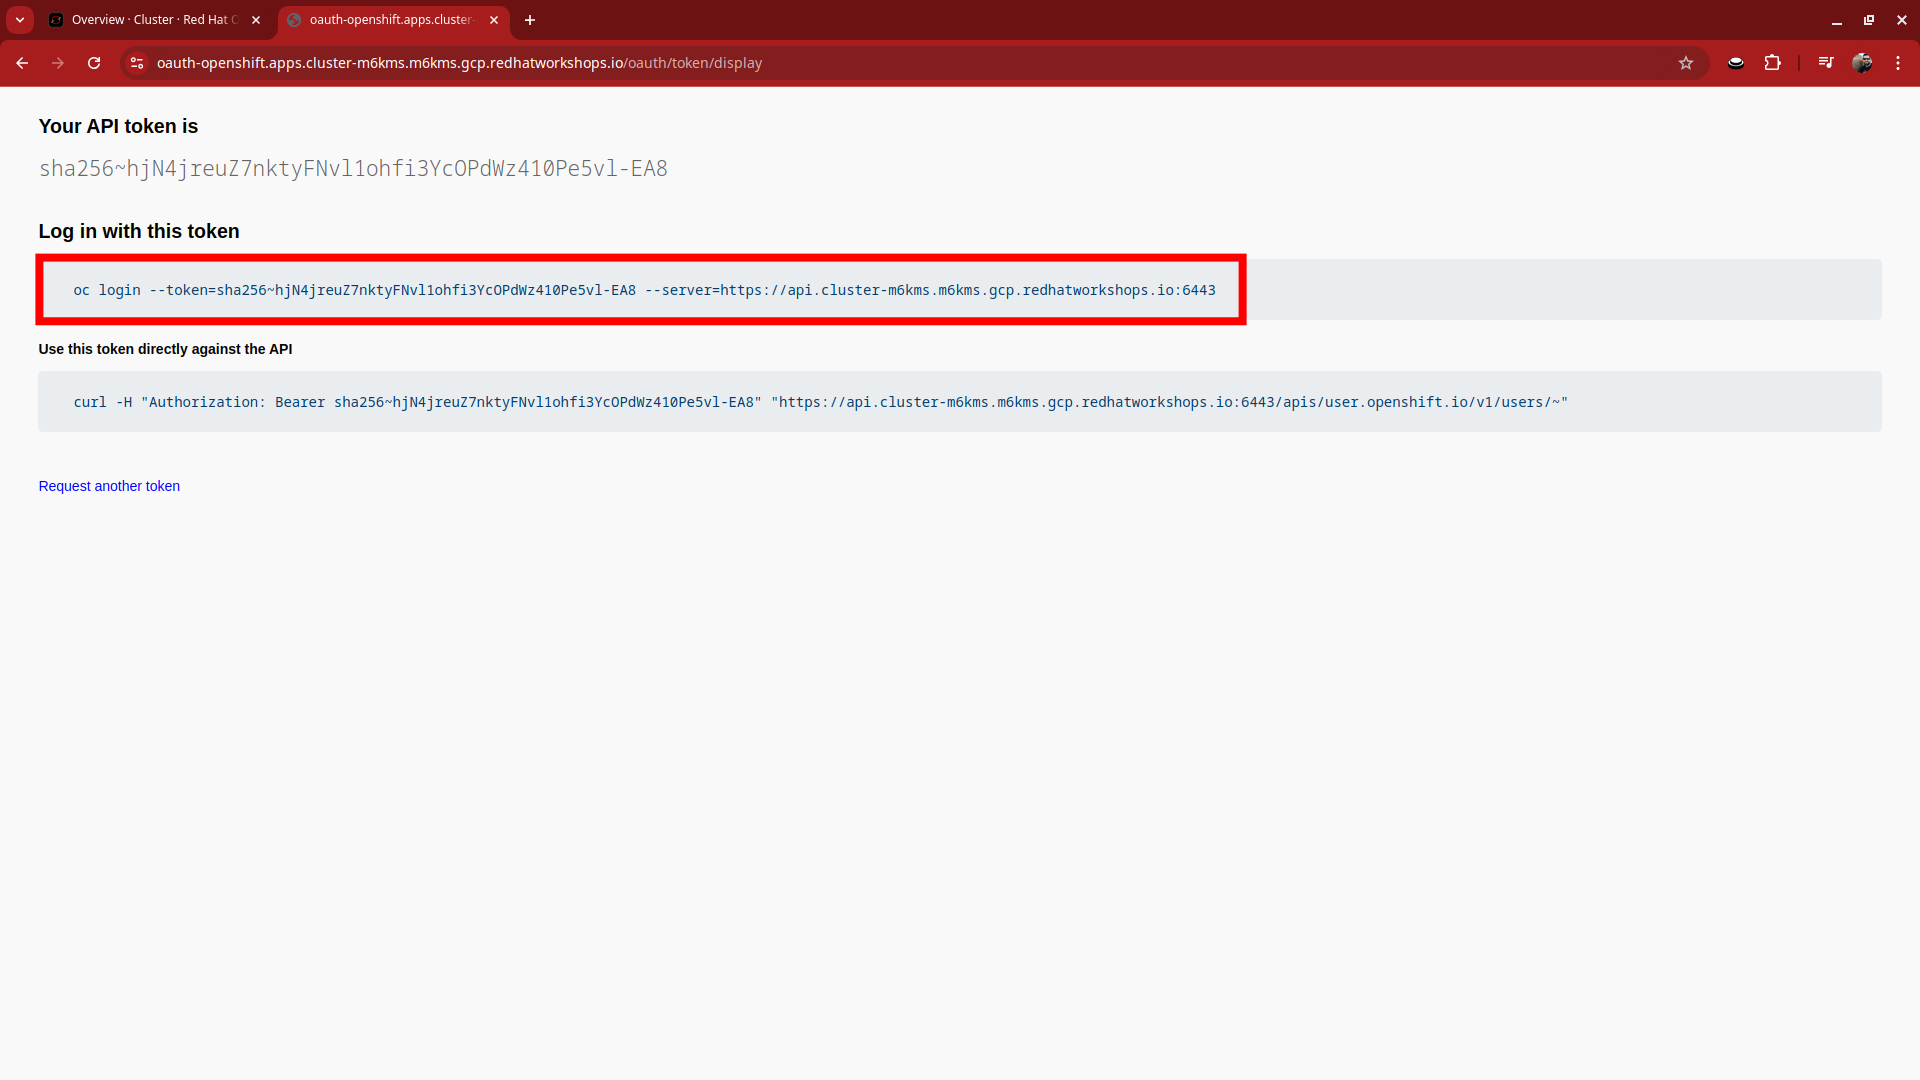 Overview · Cluster · Red Hat O
oauth-openshift.apps.cluster-
oauth-openshift.apps.cluster-m6kms.m6kms.gcp.redhatworkshops.io/oauth/token/display
Your API token is
sha256~hjN4jreuZ7nktyFNvl1ohfi3YcOPdWz410Pe5vl-EA8
Log in with this token
oc login --token=sha256~hjN4jreuZ7nktyFNvl1ohfi3YcOPdWz410Pe5vl-EA8 --server=https://api.cluster-m6kms.m6kms.gcp.redhatworkshops.io:6443
Use this token directly against the API
curl -H "Authorization: Bearer sha256~hjN4jreuZ7nktyFNvl1ohfi3YcOPdWz410Pe5vl-EA8" "https://api.cluster-m6kms.m6kms.gcp.redhatworkshops.io:6443/apis/user.openshift.io/v1/users/~"
Request another token